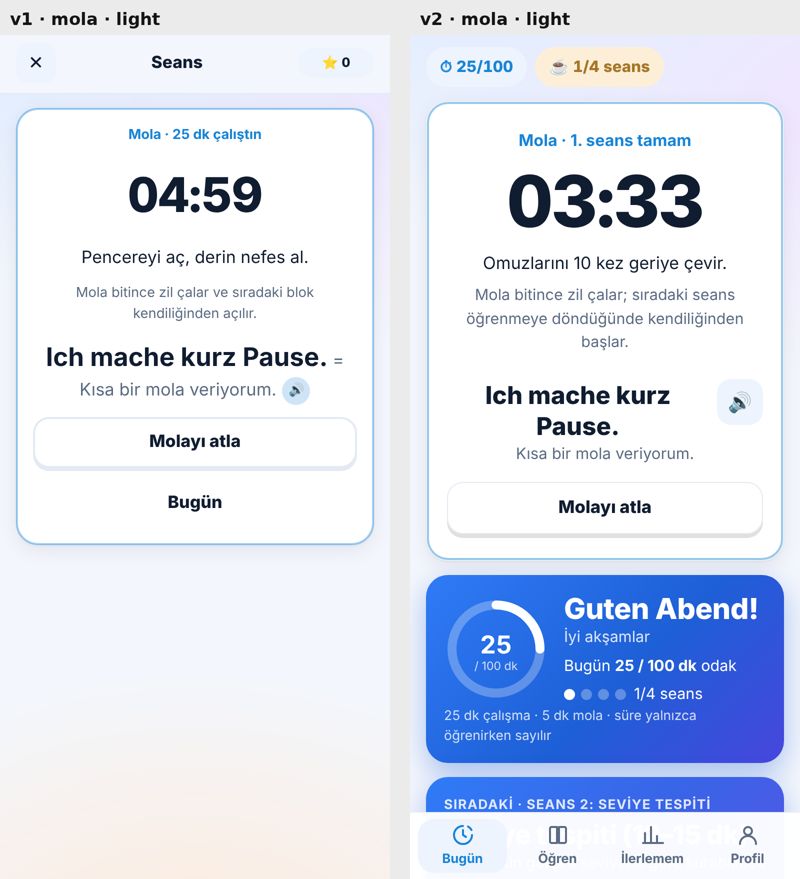 v1 · mola · light
✕ Seans ⭐ 0
Mola · 25 dk çalıştın
04:59
Pencereyi aç, derin nefes al.
Mola bitince zil çalar ve sıradaki blok
kendiliğinden açılır.
Ich mache kurz Pause. =
Kısa bir mola veriyorum.
Molayı atla
Bugün
v2 · mola · light
25/100
1/4 seans
Mola · 1. seans tamam
03:33
Omuzlarını 10 kez geriye çevir.
Mola bitince zil çalar; sıradaki seans
öğrenmeye döndüğünde kendiliğinden
başlar.
Ich mache kurz
Pause.
Kısa bir mola veriyorum.
Molayı atla
25
/ 100 dk
Guten Abend!
İyi akşamlar
Bugün 25 / 100 dk odak
1/4 seans
25 dk çalışma · 5 dk mola · süre yalnızca
öğrenirken sayılır
SIRADAKİ · SEANS 2: SEVİYE TESPİTİ
Bugün
Öğren
İlerlemem
Profil